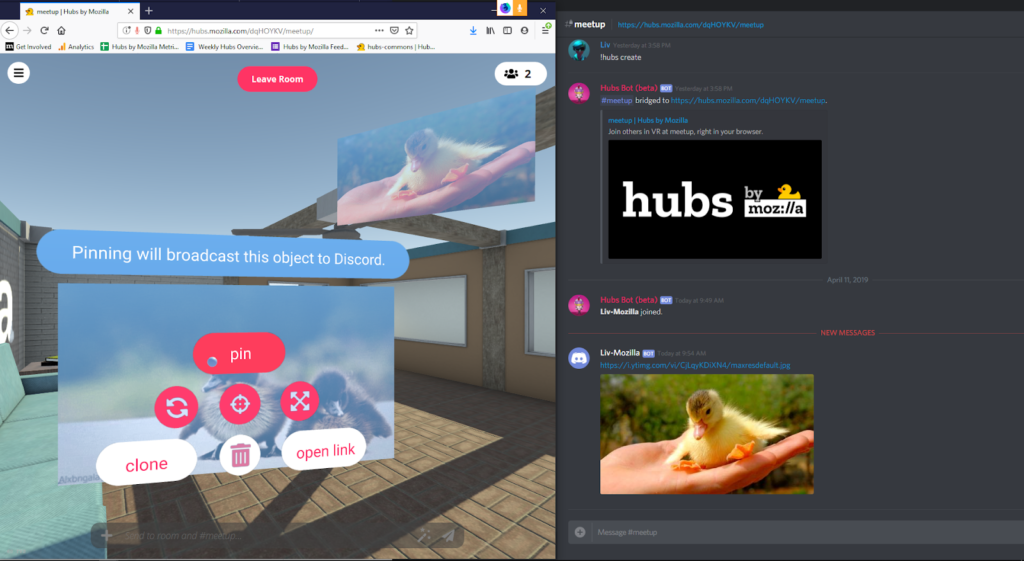 meetup | Hubs by Mozilla
https://hubs.mozilla.com/dqHOYKV/meetup/
Get Involved
Analytics
Hubs by Mozilla Metri...
Weekly Hubs Overvie...
Hubs by Mozilla Feed...
hubs-commons | Hub...
Leave Room
2
Pinning will broadcast this object to Discord.
pin
clone
open link
Send to room and #meetup...
meetup
https://hubs.mozilla.com/dqHOYKV/meetup
Liv Yesterday at 3:58 PM
!hubs create
Hubs Bot (beta) BOT Yesterday at 3:58 PM
#meetup bridged to https://hubs.mozilla.com/dqHOYKV/meetup.
meetup | Hubs by Mozilla
Join others in VR at meetup, right in your browser.
hubs by
moz://a
April 11, 2019
Hubs Bot (beta) BOT Today at 9:49 AM
Liv-Mozilla joined.
NEW MESSAGES
Liv-Mozilla BOT Today at 9:54 AM
https://i.ytimg.com/vi/CjLqyKDiXN4/maxresdefault.jpg
Message #meetup